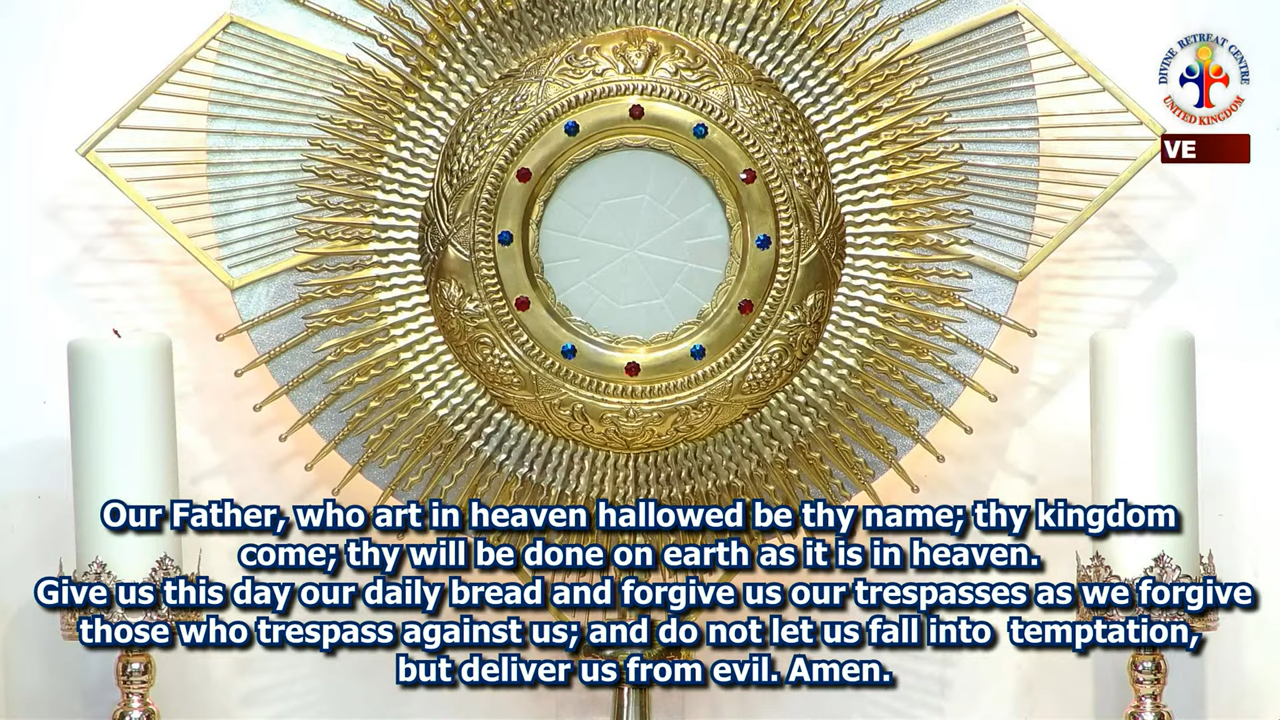 DIVINE RETREAT CENTRE
UNITED KINGDOM
VE
Our Father, who art in heaven hallowed be thy name; thy kingdom
come; thy will be done on earth as it is in heaven.
Give us this day our daily bread and forgive us our trespasses as we forgive
those who trespass against us; and do not let us fall into  temptation,
but deliver us from evil. Amen.